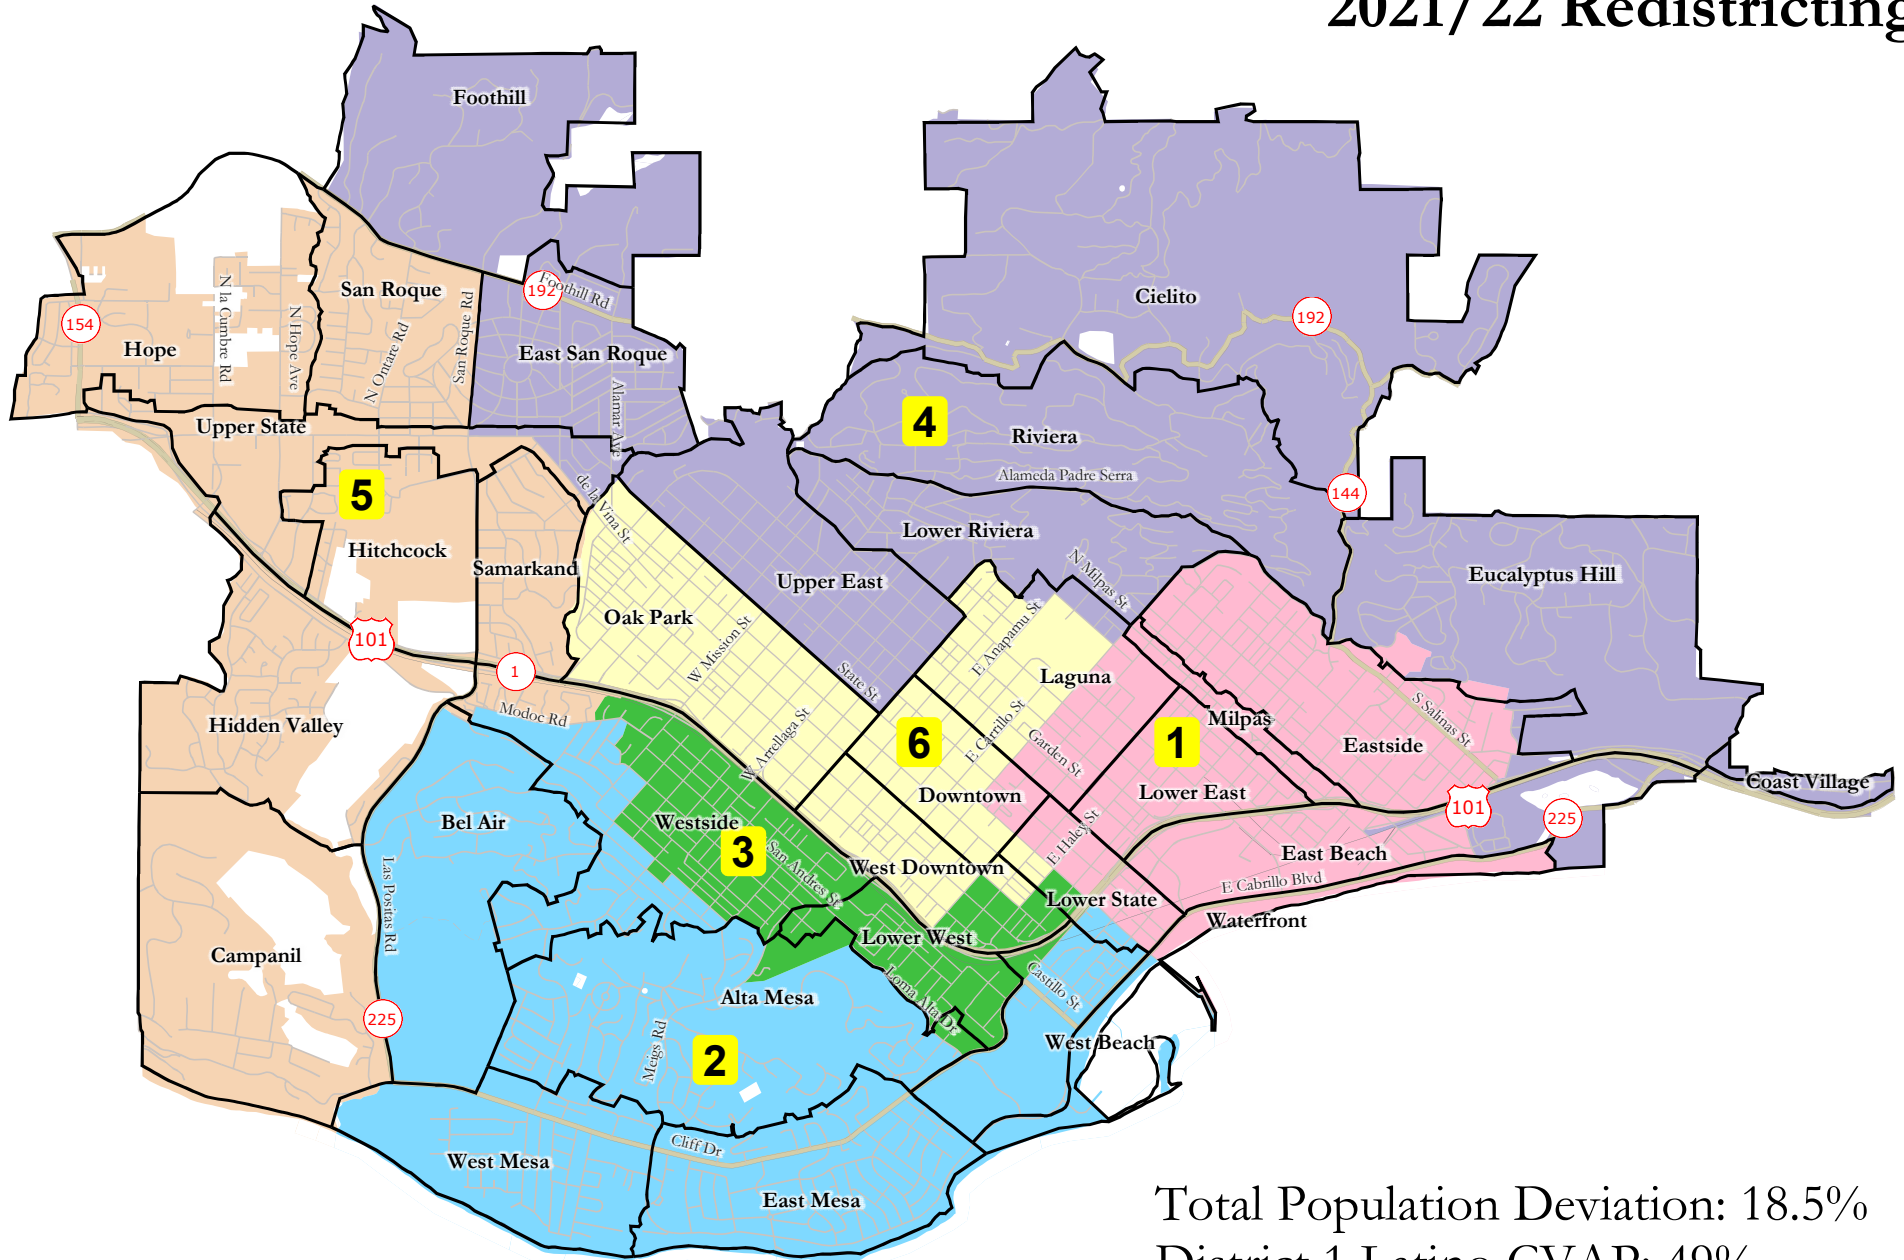 2021/22 Redistricting
Foothill
Cielito
192
192
Foothill Rd
San Roque
San Roque Rd
N Ontare Rd
N la Cumbre Rd
N Hope Ave
154
Hope
East San Roque
Alamar Ave
Upper State
4
Riviera
Alameda Padre Serra
144
5
Hitchcock
Samarkand
de la Vina St
Lower Riviera
N Milpas St
Eucalyptus Hill
Upper East
Oak Park
W Mission St
State St
E Anapamu St
Laguna
101
1
Modoc Rd
Hidden Valley
W Arrellaga St
6
E Carrillo St
Garden St
1
Milpas
Eastside
S Salinas St
Coast Village
Downtown
Lower East
101
225
Bel Air
Westside
3
San Andres St
West Downtown
E Haley St
East Beach
E Cabrillo Blvd
Lower State
Waterfront
Las Positas Rd
Campanil
Lower West
Loma Alta Dr
Castillo St
Alta Mesa
225
Meigs Rd
2
West Beach
Cliff Dr
West Mesa
East Mesa
Total Population Deviation: 18.5%
District 1 Latino CVAP: 49%